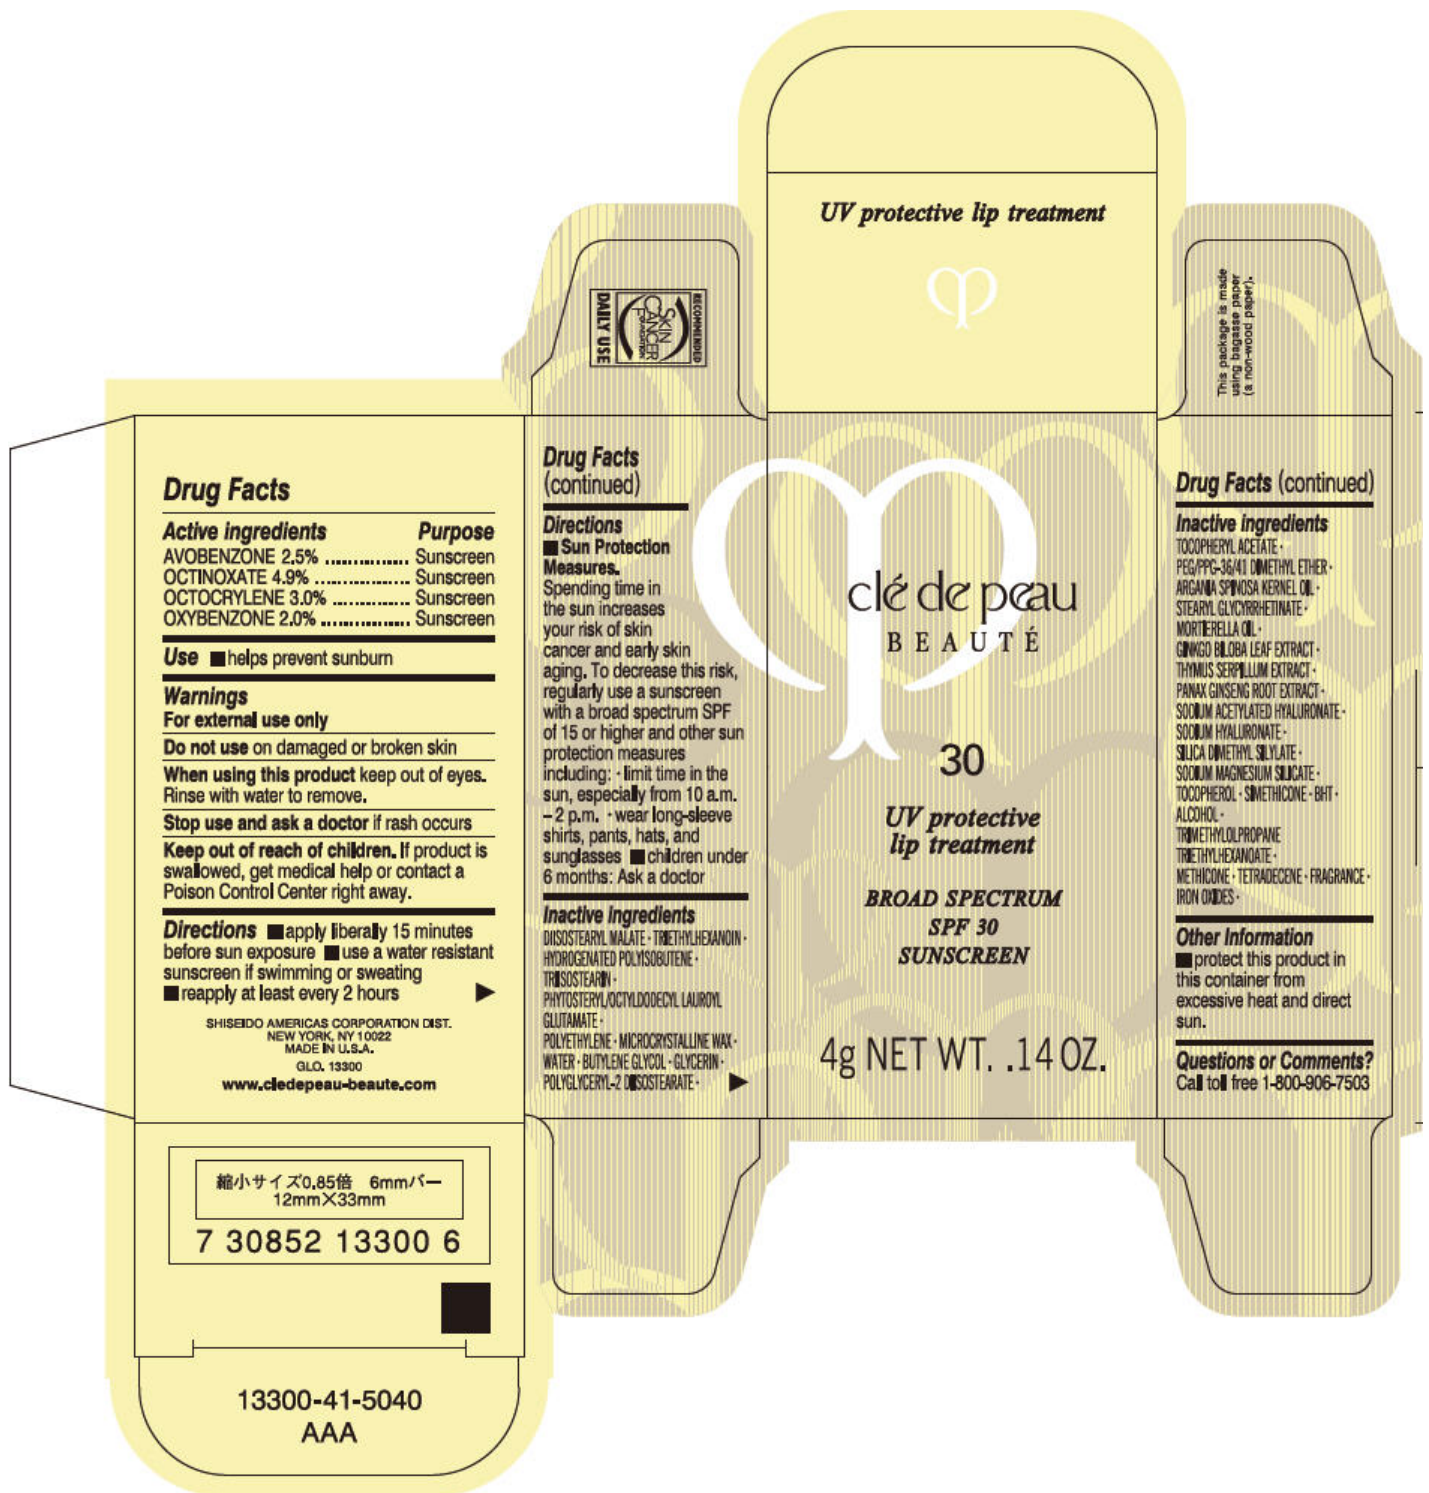 UV protective lip treatment
RECOMMENDED
SKIN
CANCER
FOUNDATION
DAILY USE
This package is made
using bagasse paper
(a non-wood paper).
Drug Facts
Active ingredients Purpose
AVOBENZONE 2.5% ................ Sunscreen
OCTINOXATE 4.9% .................. Sunscreen
OCTOCRYLENE 3.0% ............... Sunscreen
OXYBENZONE 2.0% ................. Sunscreen
Use ■ helps prevent sunburn
Warnings
For external use only
Do not use on damaged or broken skin
When using this product keep out of eyes.
Rinse with water to remove.
Stop use and ask a doctor if rash occurs
Keep out of reach of children. If product is
swallowed, get medical help or contact a
Poison Control Center right away.
Directions ■ apply liberally 15 minutes
before sun exposure ■ use a water resistant
sunscreen if swimming or sweating
■ reapply at least every 2 hours ▶
SHISEIDO AMERICAS CORPORATION DIST.
NEW YORK, NY 10022
MADE IN U.S.A.
GLO. 13300
www.cledepeau-beaute.com
縮小サイズ0.85倍 6mmバー
12mm×33mm
7 30852 13300 6
13300-41-5040
AAA
Drug Facts
(continued)
Directions
■ Sun Protection
Measures.
Spending time in
the sun increases
your risk of skin
cancer and early skin
aging. To decrease this risk,
regularly use a sunscreen
with a broad spectrum SPF
of 15 or higher and other sun
protection measures
including: · limit time in the
sun, especially from 10 a.m.
– 2 p.m. · wear long-sleeve
shirts, pants, hats, and
sunglasses ■ children under
6 months: Ask a doctor
Inactive ingredients
DIISOSTEARYL MALATE · TRIETHYLHEXANOIN ·
HYDROGENATED POLYISOBUTENE ·
TRIISOSTEARIN ·
PHYTOSTERYL/OCTYLDODECYL LAUROYL
GLUTAMATE ·
POLYETHYLENE · MICROCRYSTALLINE WAX ·
WATER · BUTYLENE GLYCOL · GLYCERIN ·
POLYGLYCERYL-2 DIISOSTEARATE · ▶
clé de peau
BEAUTÉ
30
UV protective
lip treatment
BROAD SPECTRUM
SPF 30
SUNSCREEN
4g NET WT. .14 OZ.
Drug Facts (continued)
Inactive ingredients
TOCOPHERYL ACETATE ·
PEG/PPG-36/41 DIMETHYL ETHER ·
ARGANIA SPINOSA KERNEL OIL ·
STEARYL GLYCYRRHETINATE ·
MORTIERELLA OIL ·
GINKGO BILOBA LEAF EXTRACT ·
THYMUS SERPILLUM EXTRACT ·
PANAX GINSENG ROOT EXTRACT ·
SODIUM ACETYLATED HYALURONATE ·
SODIUM HYALURONATE ·
SILICA DIMETHYL SILYLATE ·
SODIUM MAGNESIUM SILICATE ·
TOCOPHEROL · SIMETHICONE · BHT ·
ALCOHOL ·
TRIMETHYLOLPROPANE
TRIETHYLHEXANOATE ·
METHICONE · TETRADECENE · FRAGRANCE ·
IRON OXIDES ·
Other Information
■ protect this product in
this container from
excessive heat and direct
sun.
Questions or Comments?
Call toll free 1-800-906-7503